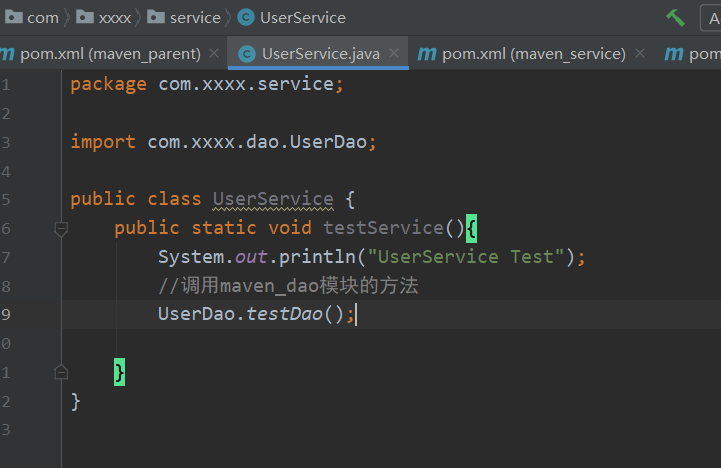 com xxxx service UserService A
pom.xml (maven_parent) × UserService.java × pom.xml (maven_service) × pom
1 package com.xxxx.service;
2
3 import com.xxxx.dao.UserDao;
4
5 public class UserService {
6 public static void testService(){
7 System.out.println("UserService Test");
8 //调用maven_dao模块的方法
9 UserDao.testDao();
0
1 }
2 }
3